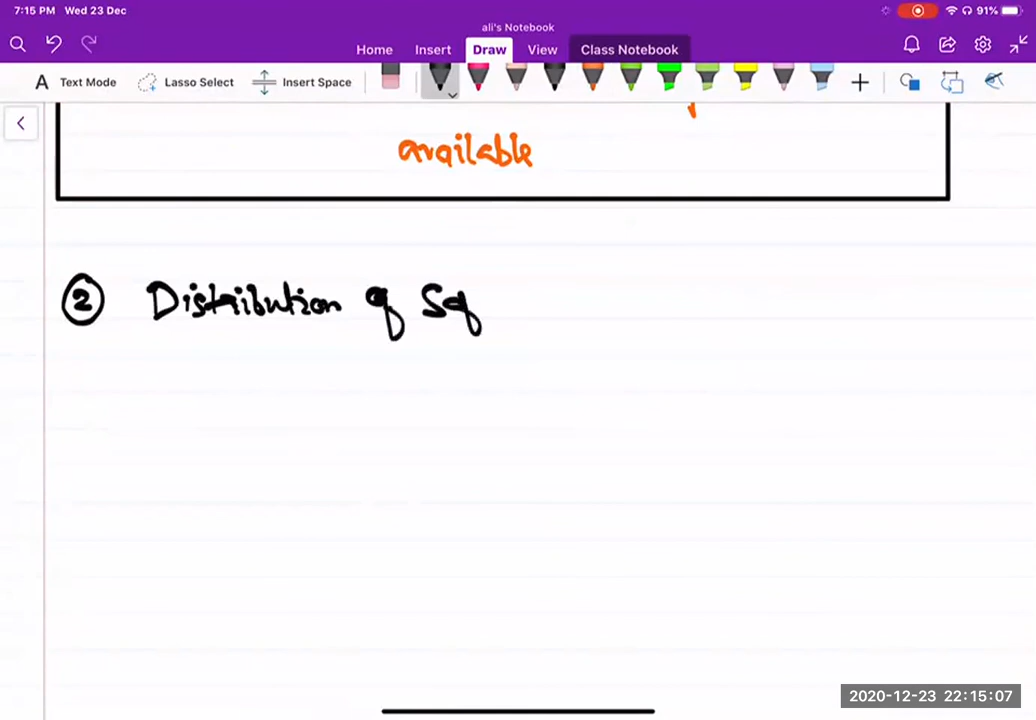 7:15 PM Wed 23 Dec
91%
ali's Notebook
Home Insert Draw View Class Notebook
A Text Mode Lasso Select Insert Space
available
② Distribution of Sq
2020-12-23 22:15:07